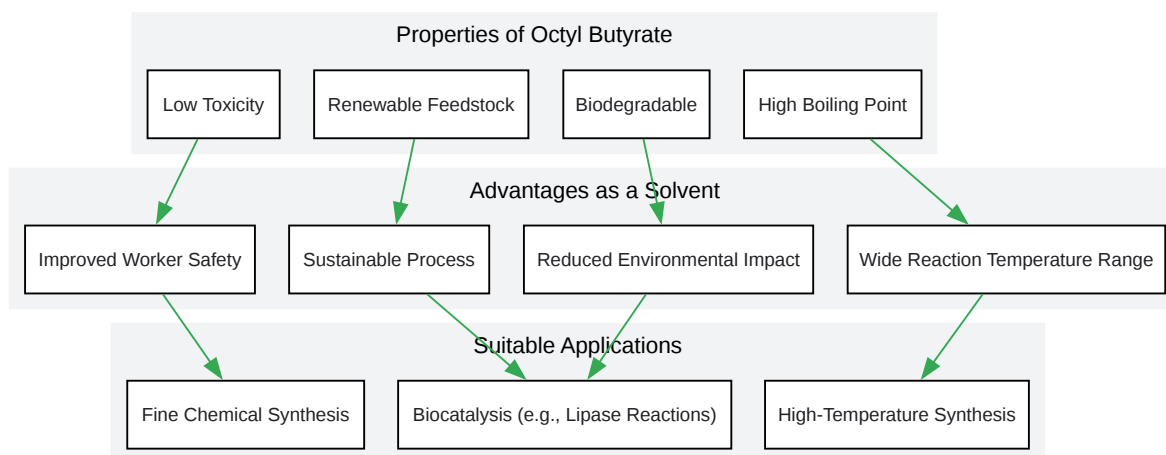 Properties of Octyl Butyrate
Low Toxicity
Renewable Feedstock
Biodegradable
High Boiling Point
Advantages as a Solvent
Improved Worker Safety
Sustainable Process
Reduced Environmental Impact
Wide Reaction Temperature Range
Suitable Applications
Fine Chemical Synthesis
Biocatalysis (e.g., Lipase Reactions)
High-Temperature Synthesis